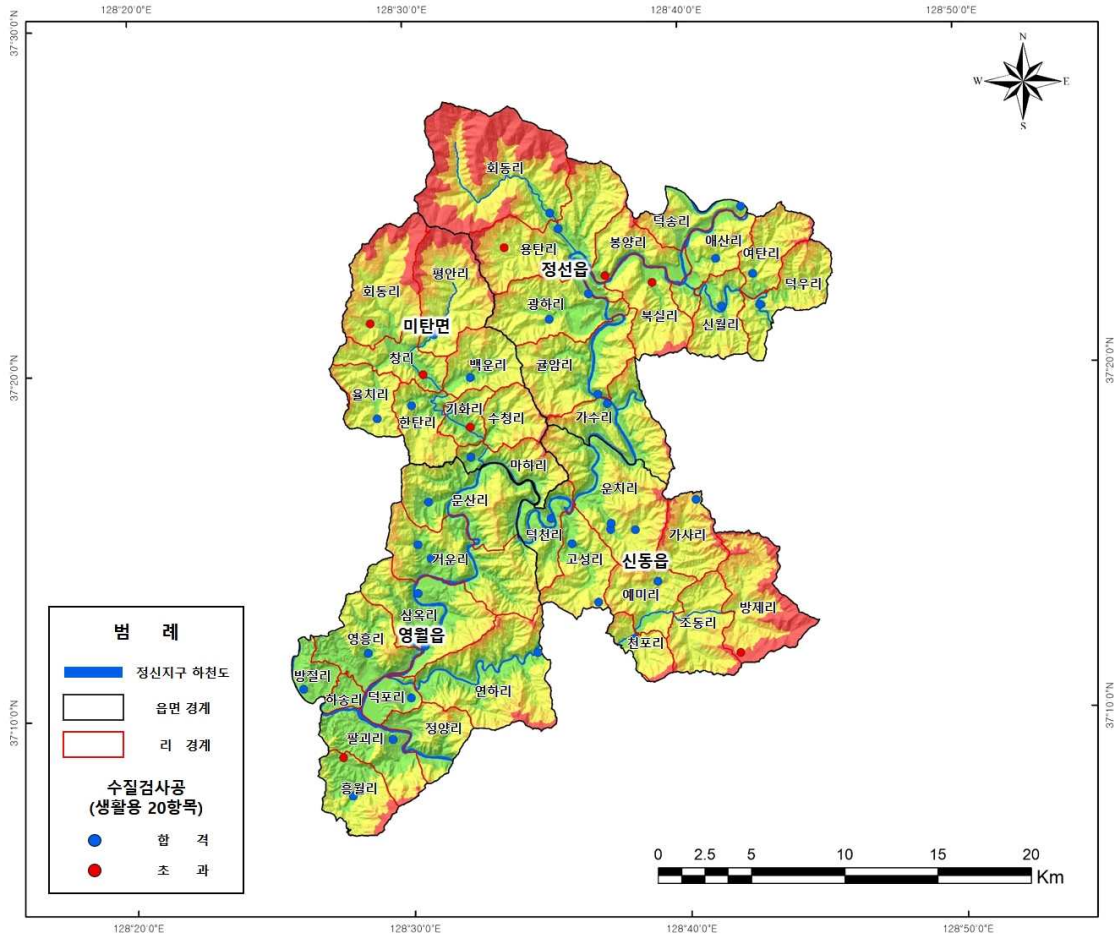 128°20'0"E
128°30'0"E
128°40'0"E
128°50'0"E
37°30'0"N
37°20'0"N
37°10'0"N
37°20'0"N
37°10'0"N
N
W
E
S
회동리
덕송리
봉양리
애산리
용탄리
여탄리
정선읍
평안리
덕우리
회동리
광하리
북실리
신월리
미탄면
창리
백운리
귤암리
율치리
기화리
수청리
가수리
한탄리
마하리
운치리
문산리
덕천리
가사리
거운리
고성리
신동읍
예미리
방제리
삼옥리
조동리
영월읍
영흥리
천포리
방절리
하송리
덕포리
연하리
정양리
팔괴리
흥월리
범 례
정신지구 하천도
읍면 경계
리 경계
수질검사공
(생활용 20항목)
합 격
초 과
0 2.5 5 10 15 20
Km
128°20'0"E
128°30'0"E
128°40'0"E
128°50'0"E